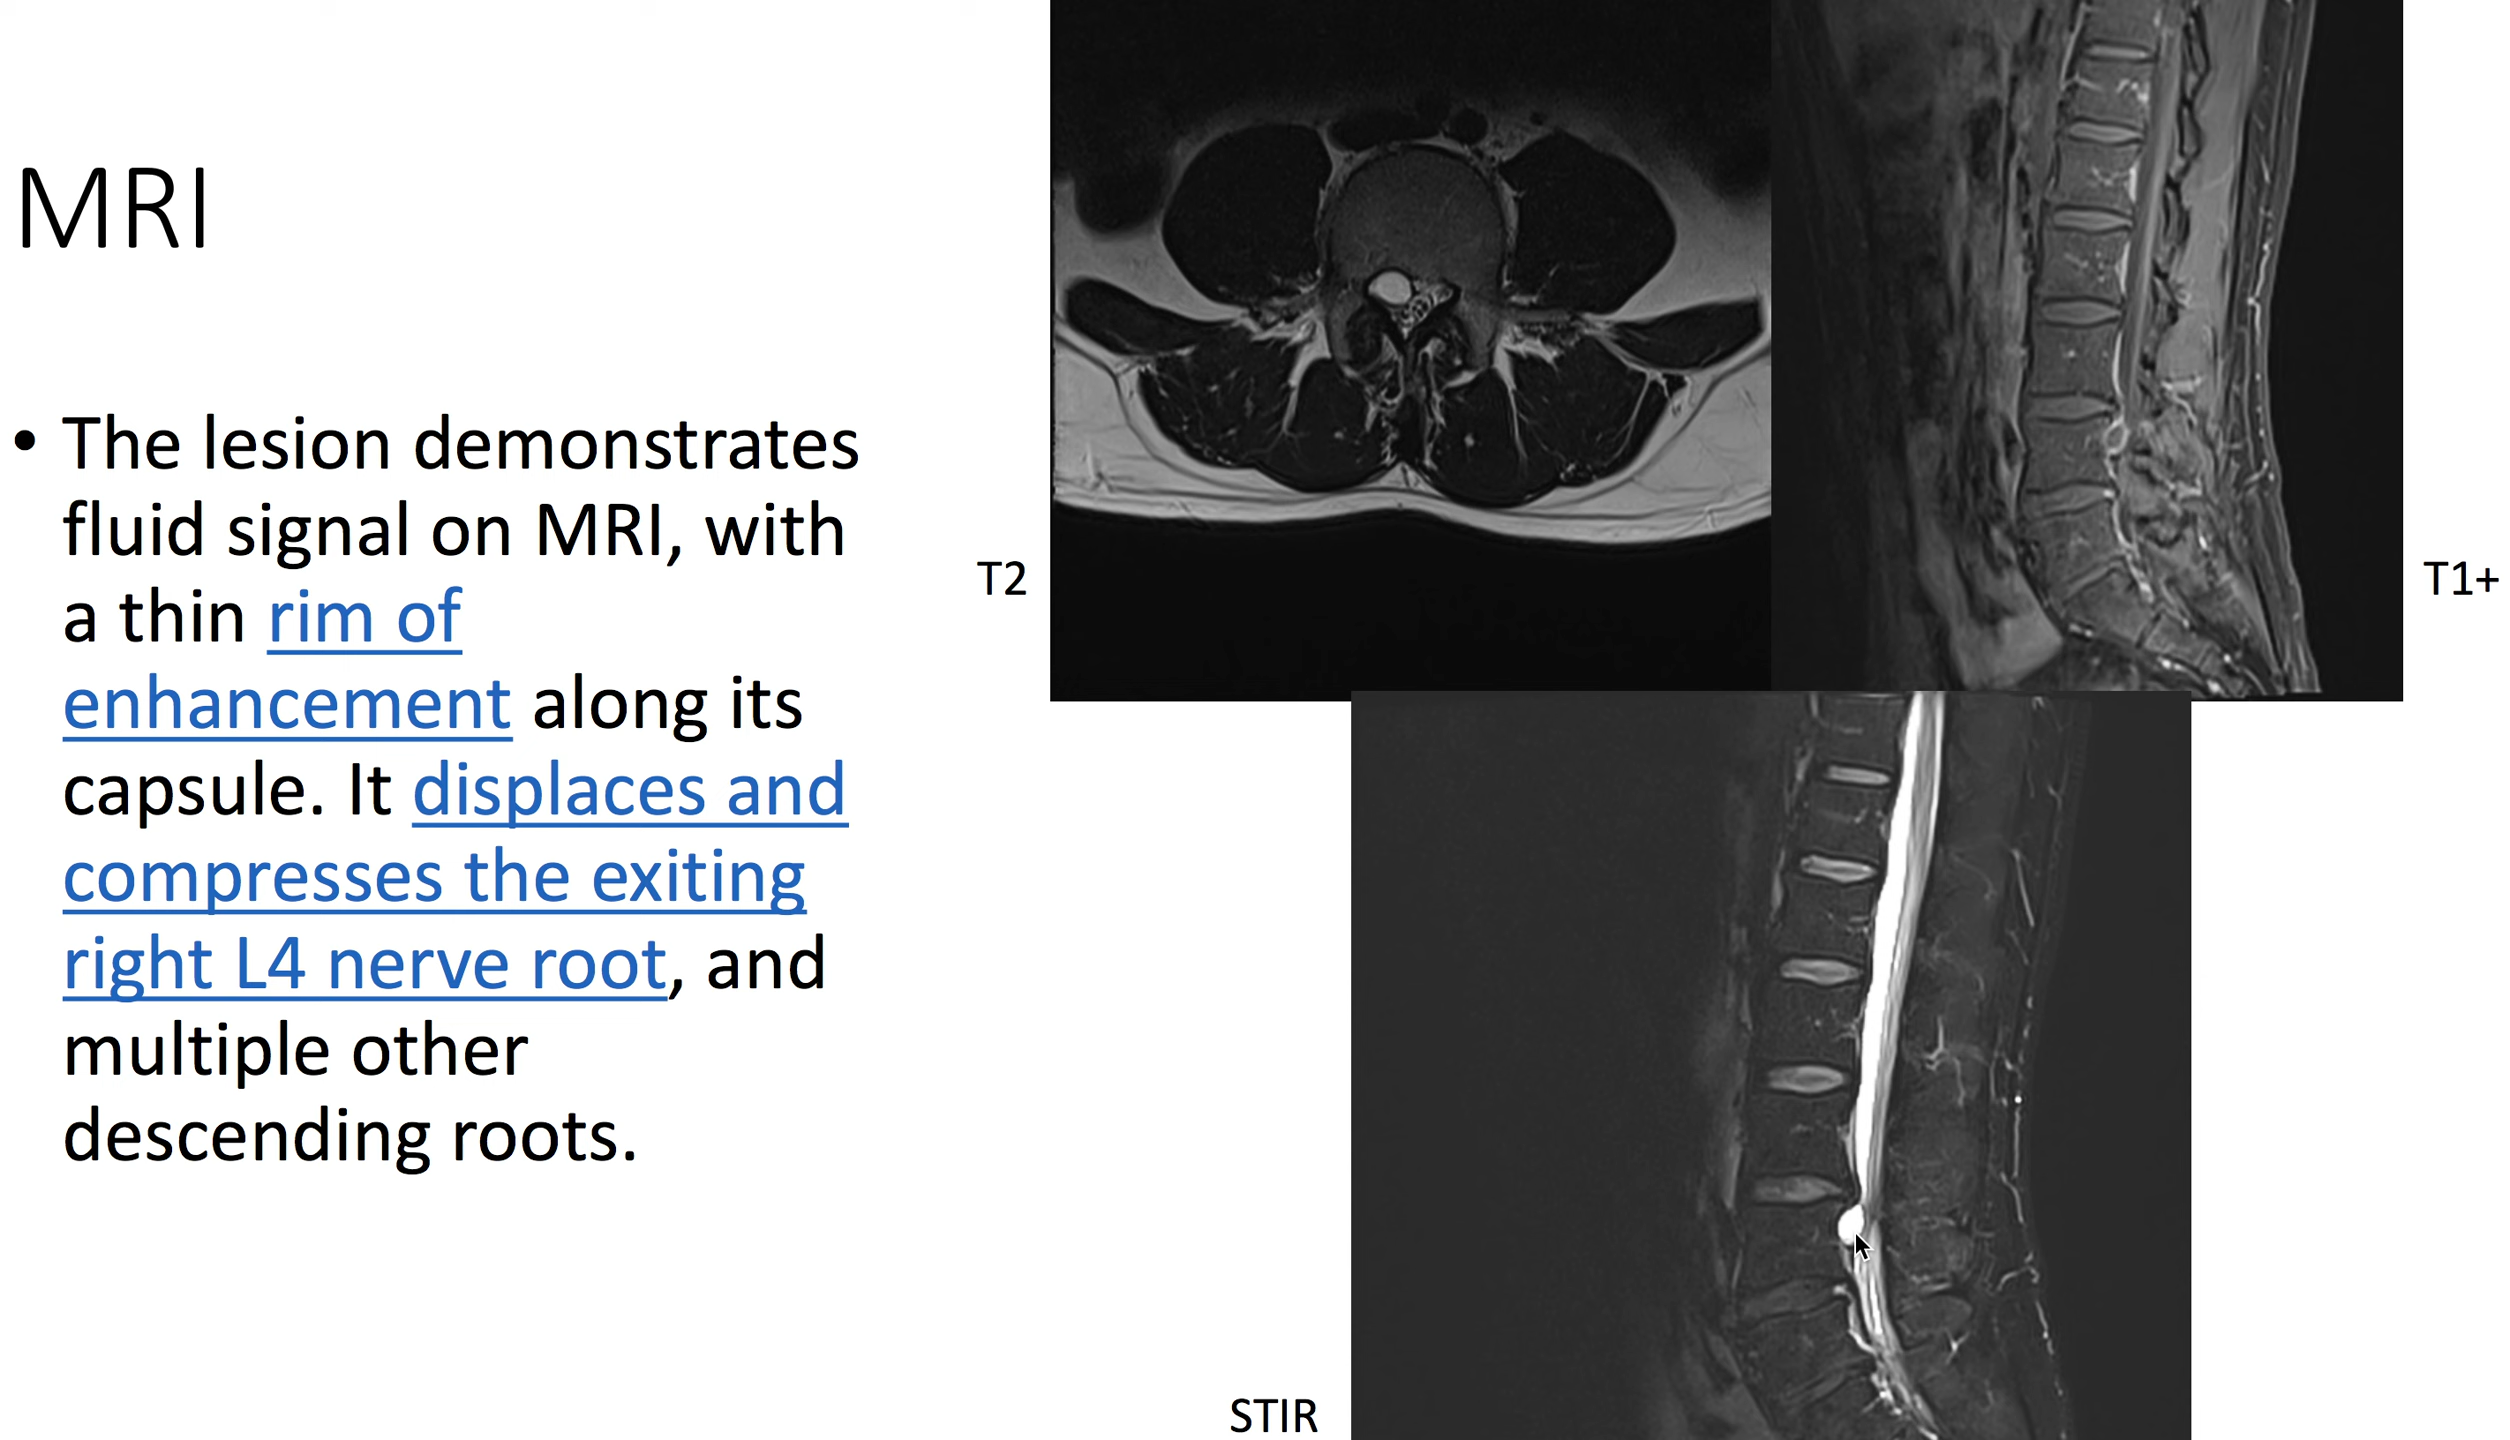 MRI
• The lesion demonstrates
fluid signal on MRI, with
a thin rim of
enhancement along its
capsule. It displaces and
compresses the exiting
right L4 nerve root, and
multiple other
descending roots.
T2
T1+
STIR